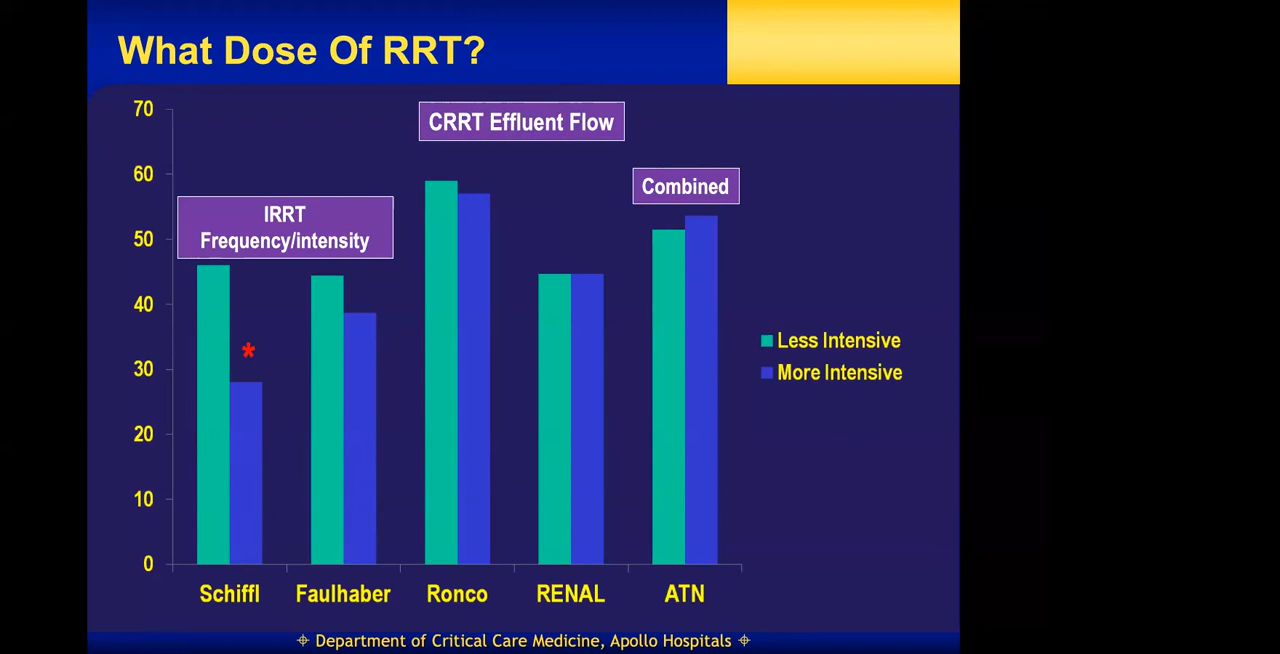 What Dose Of RRT?
70
60
50
40
30
20
10
0
CRRT Effluent Flow
Combined
IRRT
Frequency/intensity
*
Less Intensive
More Intensive
Schiffl
Faulhaber
Ronco
RENAL
ATN
Department of Critical Care Medicine, Apollo Hospitals